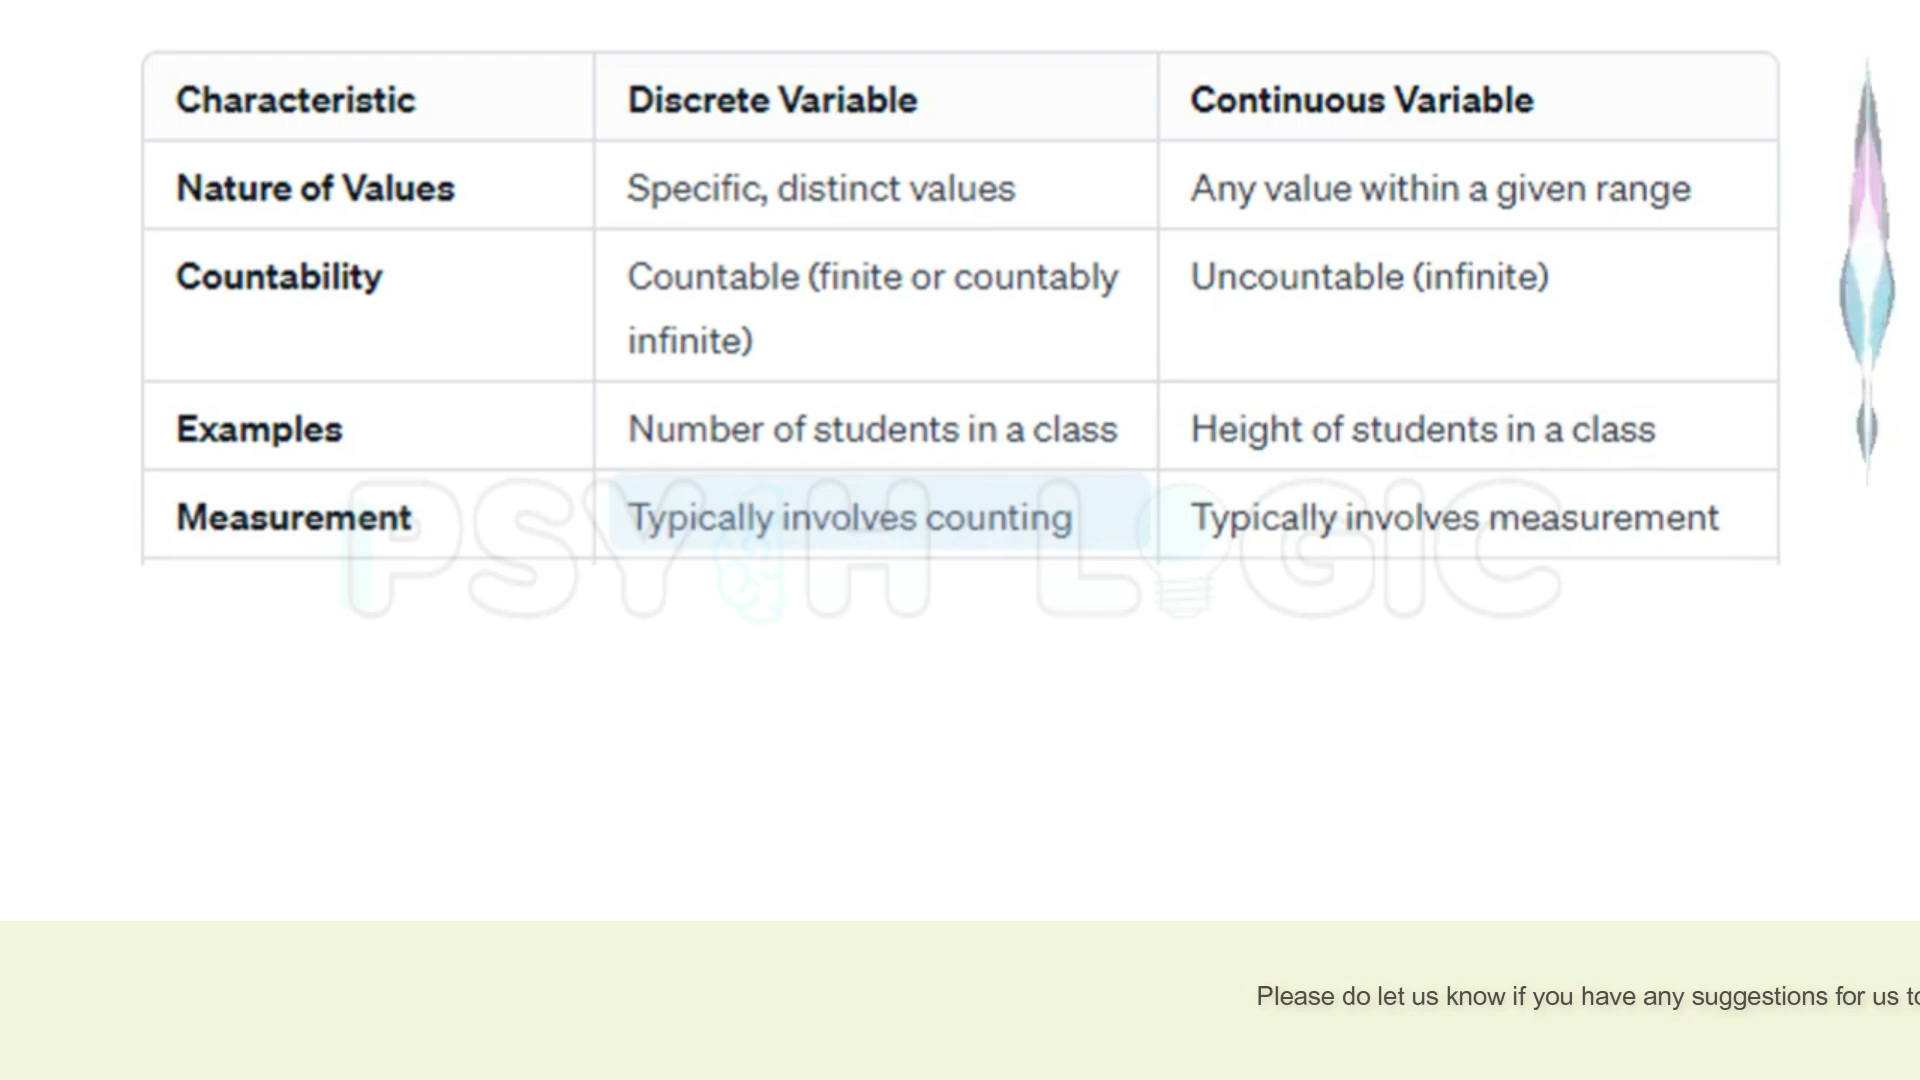 Characteristic Discrete Variable Continuous Variable
Nature of Values Specific, distinct values Any value within a given range
Countability Countable (finite or countably Uncountable (infinite)
infinite)
Examples Number of students in a class Height of students in a class
Measurement Typically involves counting Typically involves measurement
PSYCH LOGIC
Please do let us know if you have any suggestions for us to